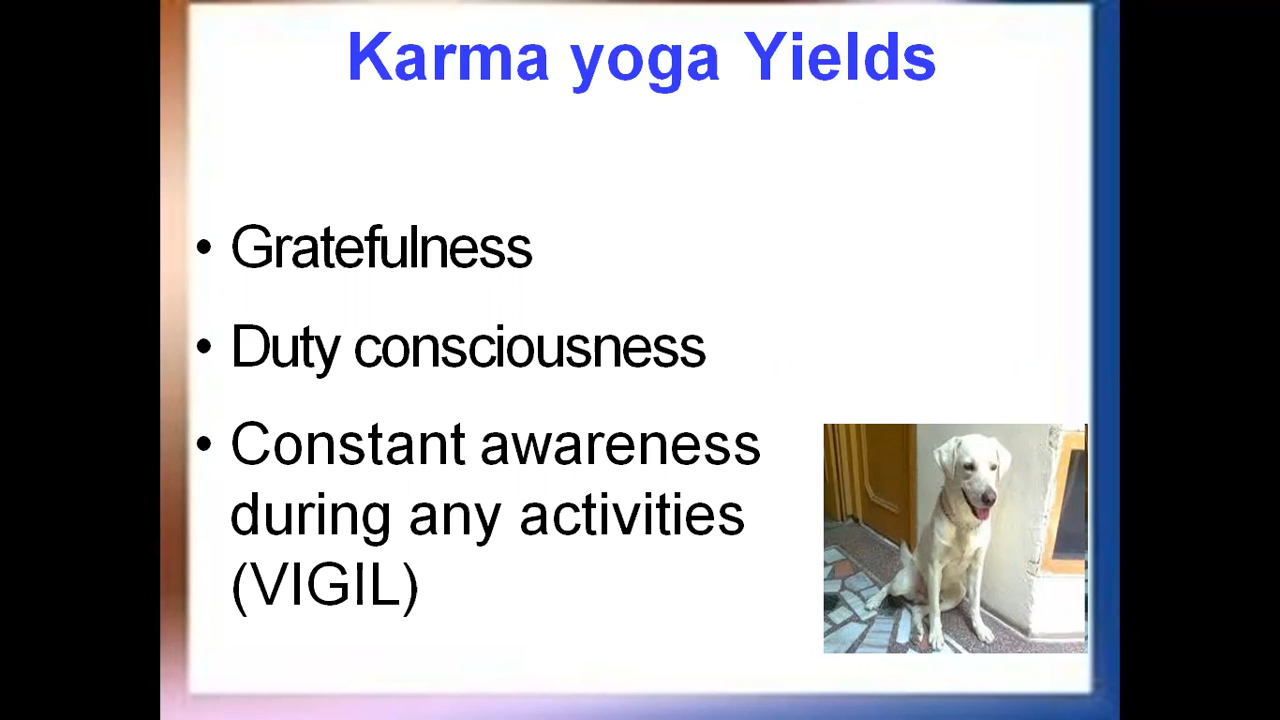 Karma yoga Yields
• Gratefulness
• Duty consciousness
• Constant awareness
during any activities
(VIGIL)